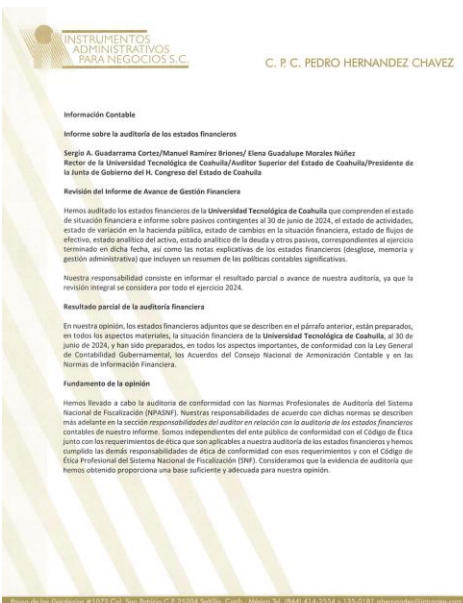 INSTRUMENTOS
ADMINISTRATIVOS
PARA NEGOCIOS S.C.
C. P. C. PEDRO HERNANDEZ CHAVEZ
Información Contable
Informe sobre la auditoría de los estados financieros
Sergio A. Guadarrama Cortez/Manuel Ramírez Briones/ Elena Guadalupe Morales Núñez
Rector de la Universidad Tecnológica de Coahuila/Auditor Superior del Estado de Coahuila/Presidente de
la Junta de Gobierno del H. Congreso del Estado de Coahuila
Revisión del Informe de Avance de Gestión Financiera
Hemos auditado los estados financieros de la Universidad Tecnológica de Coahuila que comprenden el estado
de situación financiera e informe sobre pasivos contingentes al 30 de junio de 2024, el estado de actividades,
estado de variación en la hacienda pública, estado de cambios en la situación financiera, estado de flujos de
efectivo, estado analítico del activo, estado analítico de la deuda y otros pasivos, correspondientes al ejercicio
terminado en dicha fecha, así como las notas explicativas de los estados financieros (desglose, memoria y
gestión administrativa) que incluyen un resumen de las políticas contables significativas.
Nuestra responsabilidad consiste en informar el resultado parcial o avance de nuestra auditoría, ya que la
revisión integral se considera por todo el ejercicio 2024.
Resultado parcial de la auditoría financiera
En nuestra opinión, los estados financieros adjuntos que se describen en el párrafo anterior, están preparados,
en todos los aspectos materiales, la situación financiera de la Universidad Tecnológica de Coahuila, al 30 de
junio de 2024, y han sido preparados, en todos los aspectos importantes, de conformidad con la Ley General
de Contabilidad Gubernamental, los Acuerdos del Consejo Nacional de Armonización Contable y en las
Normas de Información Financiera.
Fundamento de la opinión
Hemos llevado a cabo la auditoría de conformidad con las Normas Profesionales de Auditoría del Sistema
Nacional de Fiscalización (NPASNF). Nuestras responsabilidades de acuerdo con dichas normas se describen
más adelante en la sección responsabilidades del auditor en relación con la auditoría de los estados financieros
contables de nuestro informe. Somos independientes del ente público de conformidad con el Código de Ética
junto con los requerimientos de ética que son aplicables a nuestra auditoría de los estados financieros y hemos
cumplido las demás responsabilidades de ética de conformidad con esos requerimientos y con el Código de
Ética Profesional del Sistema Nacional de Fiscalización (SNF). Consideramos que la evidencia de auditoría que
hemos obtenido proporciona una base suficiente y adecuada para nuestra opinión.